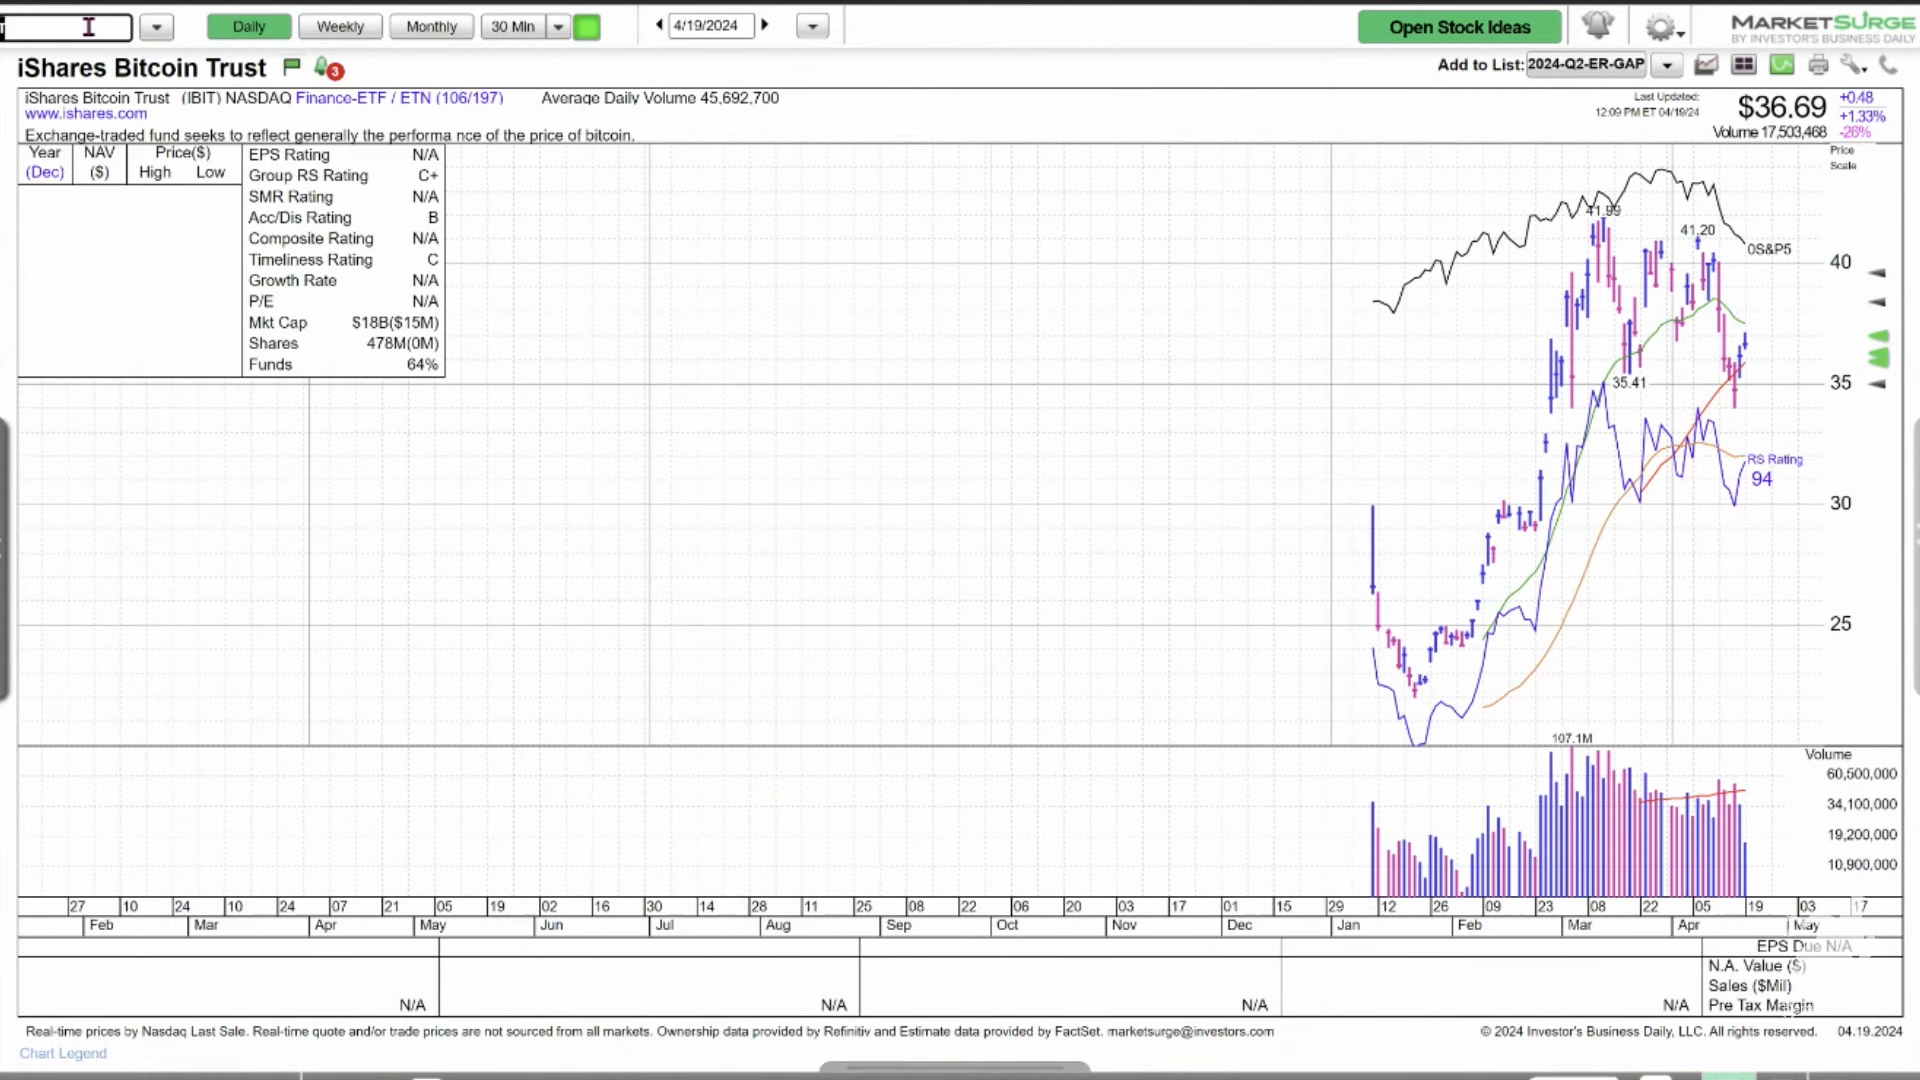 Daily
Weekly
Monthly
30 Min
4/19/2024
Open Stock Ideas
MARKETSURGE
BY INVESTOR'S BUSINESS DAILY
iShares Bitcoin Trust
3
Add to List: 2024-Q2-ER-GAP
iShares Bitcoin Trust (IBIT) NASDAQ Finance-ETF / ETN (106/197) Average Daily Volume 45,692,700
www.ishares.com
Exchange-traded fund seeks to reflect generally the performa nce of the price of bitcoin.
Last Updated:
12:09 PM ET 04/19/24
$36.69
+0.48
+1.33%
Volume 17,503,468 -26%
Year NAV Price($)
(Dec) ($) High Low
EPS Rating N/A
Group RS Rating C+
SMR Rating N/A
Acc/Dis Rating B
Composite Rating N/A
Timeliness Rating C
Growth Rate N/A
P/E N/A
Mkt Cap $18B($15M)
Shares 478M(0M)
Funds 64%
Price
Scale
41.99
41.20
0S&P5
40
35.41
35
RS Rating
94
30
25
107.1M
Volume
60,500,000
34,100,000
19,200,000
10,900,000
27 10 24 10 24 07 21 05 19 02 16 30 14 28 11 25 08 22 06 20 03 17 01 15 29 12 26 09 23 08 22 05 19 03 17
Feb Mar Apr May Jun Jul Aug Sep Oct Nov Dec Jan Feb Mar Apr May
EPS Due N/A
N.A. Value ($)
Sales ($Mil)
N/A N/A N/A N/A Pre Tax Margin
Real-time prices by Nasdaq Last Sale. Real-time quote and/or trade prices are not sourced from all markets. Ownership data provided by Refinitiv and Estimate data provided by FactSet. marketsurge@investors.com
© 2024 Investor's Business Daily, LLC. All rights reserved. 04.19.2024
Chart Legend